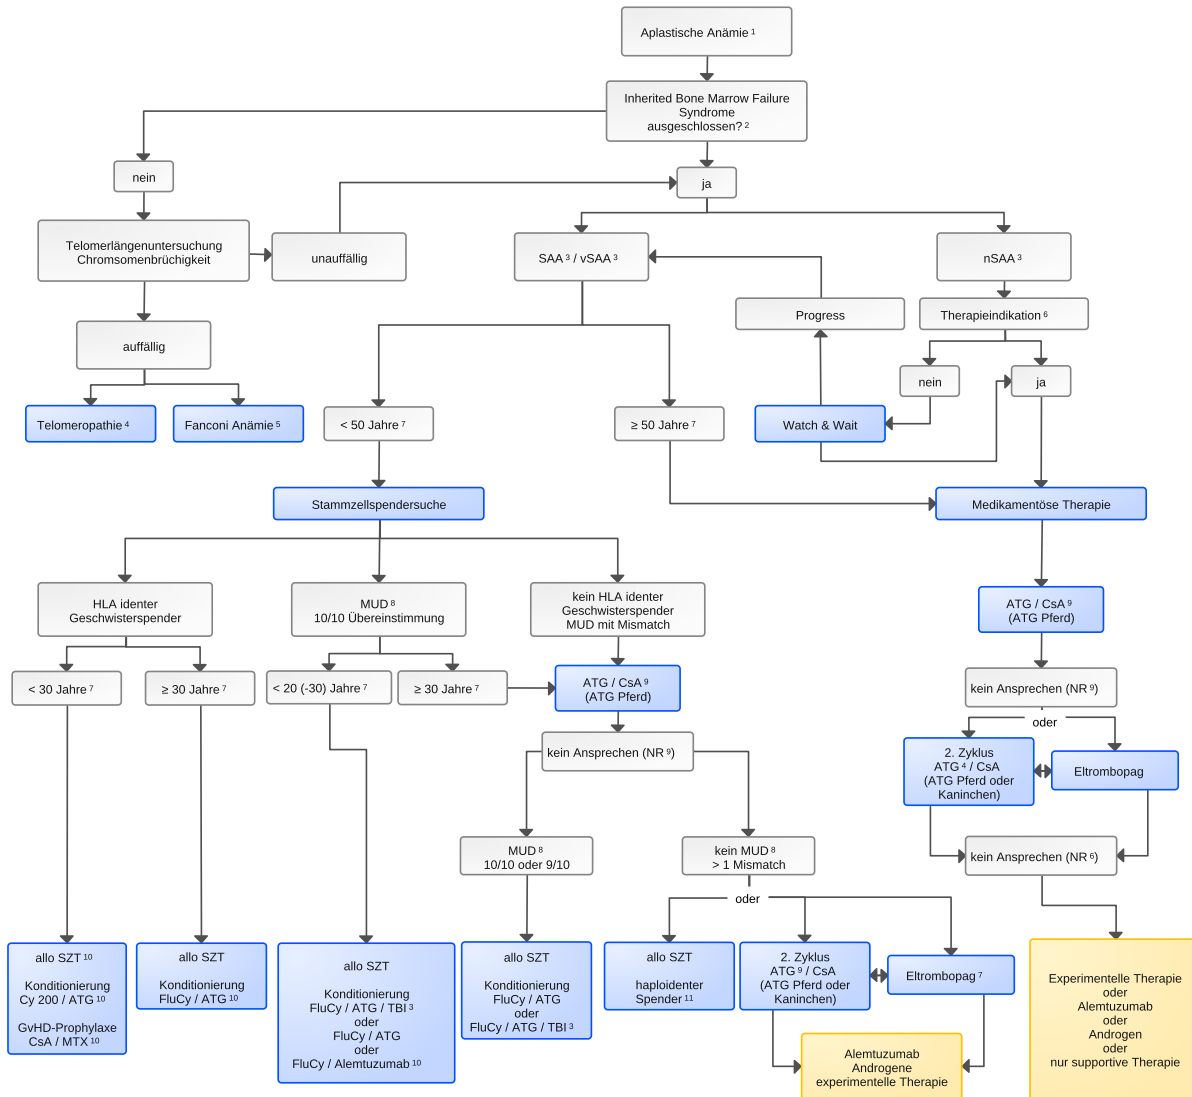 Aplastische Anämie 1
Inherited Bone Marrow Failure
Syndrome
ausgeschlossen? 2
nein
ja
Telomerlängenuntersuchung
Chromsomenbrüchigkeit
unauffällig
SAA 3 / vSAA 3
nSAA 3
Progress
Therapieindikation 6
auffällig
nein
ja
Telomeropathie 4
Fanconi Anämie 5
< 50 Jahre 7
≥ 50 Jahre 7
Watch & Wait
Stammzellspendersuche
Medikamentöse Therapie
HLA identer
Geschwisterspender
MUD 8
10/10 Übereinstimmung
kein HLA identer
Geschwisterspender
MUD mit Mismatch
ATG / CsA 9
(ATG Pferd)
< 30 Jahre 7
≥ 30 Jahre 7
< 20 (-30) Jahre 7
≥ 30 Jahre 7
ATG / CsA 9
(ATG Pferd)
kein Ansprechen (NR 9)
oder
kein Ansprechen (NR 9)
2. Zyklus
ATG 4 / CsA
(ATG Pferd oder
Kaninchen)
Eltrombopag
MUD 8
10/10 oder 9/10
kein MUD 8
> 1 Mismatch
kein Ansprechen (NR 6)
oder
allo SZT 10
Konditionierung
Cy 200 / ATG 10
GvHD-Prophylaxe
CsA / MTX 10
allo SZT
Konditionierung
FluCy / ATG 10
allo SZT
Konditionierung
FluCy / ATG / TBI 3
oder
FluCy / ATG
oder
FluCy / Alemtuzumab 10
allo SZT
Konditionierung
FluCy / ATG
oder
FluCy / ATG / TBI 3
allo SZT
haploidenter
Spender 11
2. Zyklus
ATG 9 / CsA
(ATG Pferd oder
Kaninchen)
Eltrombopag 7
Experimentelle Therapie
oder
Alemtuzumab
oder
Androgen
oder
nur supportive Therapie
Alemtuzumab
Androgene
experimentelle Therapie